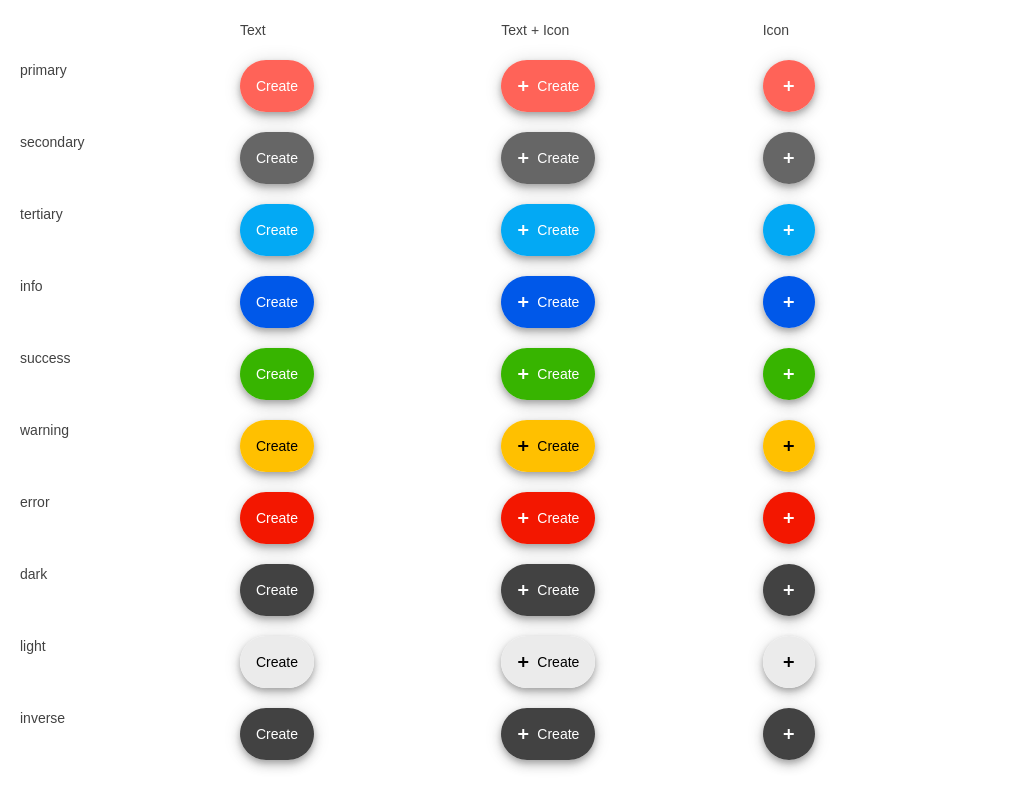 Text Text + Icon Icon
primary Create + Create +
secondary Create + Create +
tertiary Create + Create +
info Create + Create +
success Create + Create +
warning Create + Create +
error Create + Create +
dark Create + Create +
light Create + Create +
inverse Create + Create +